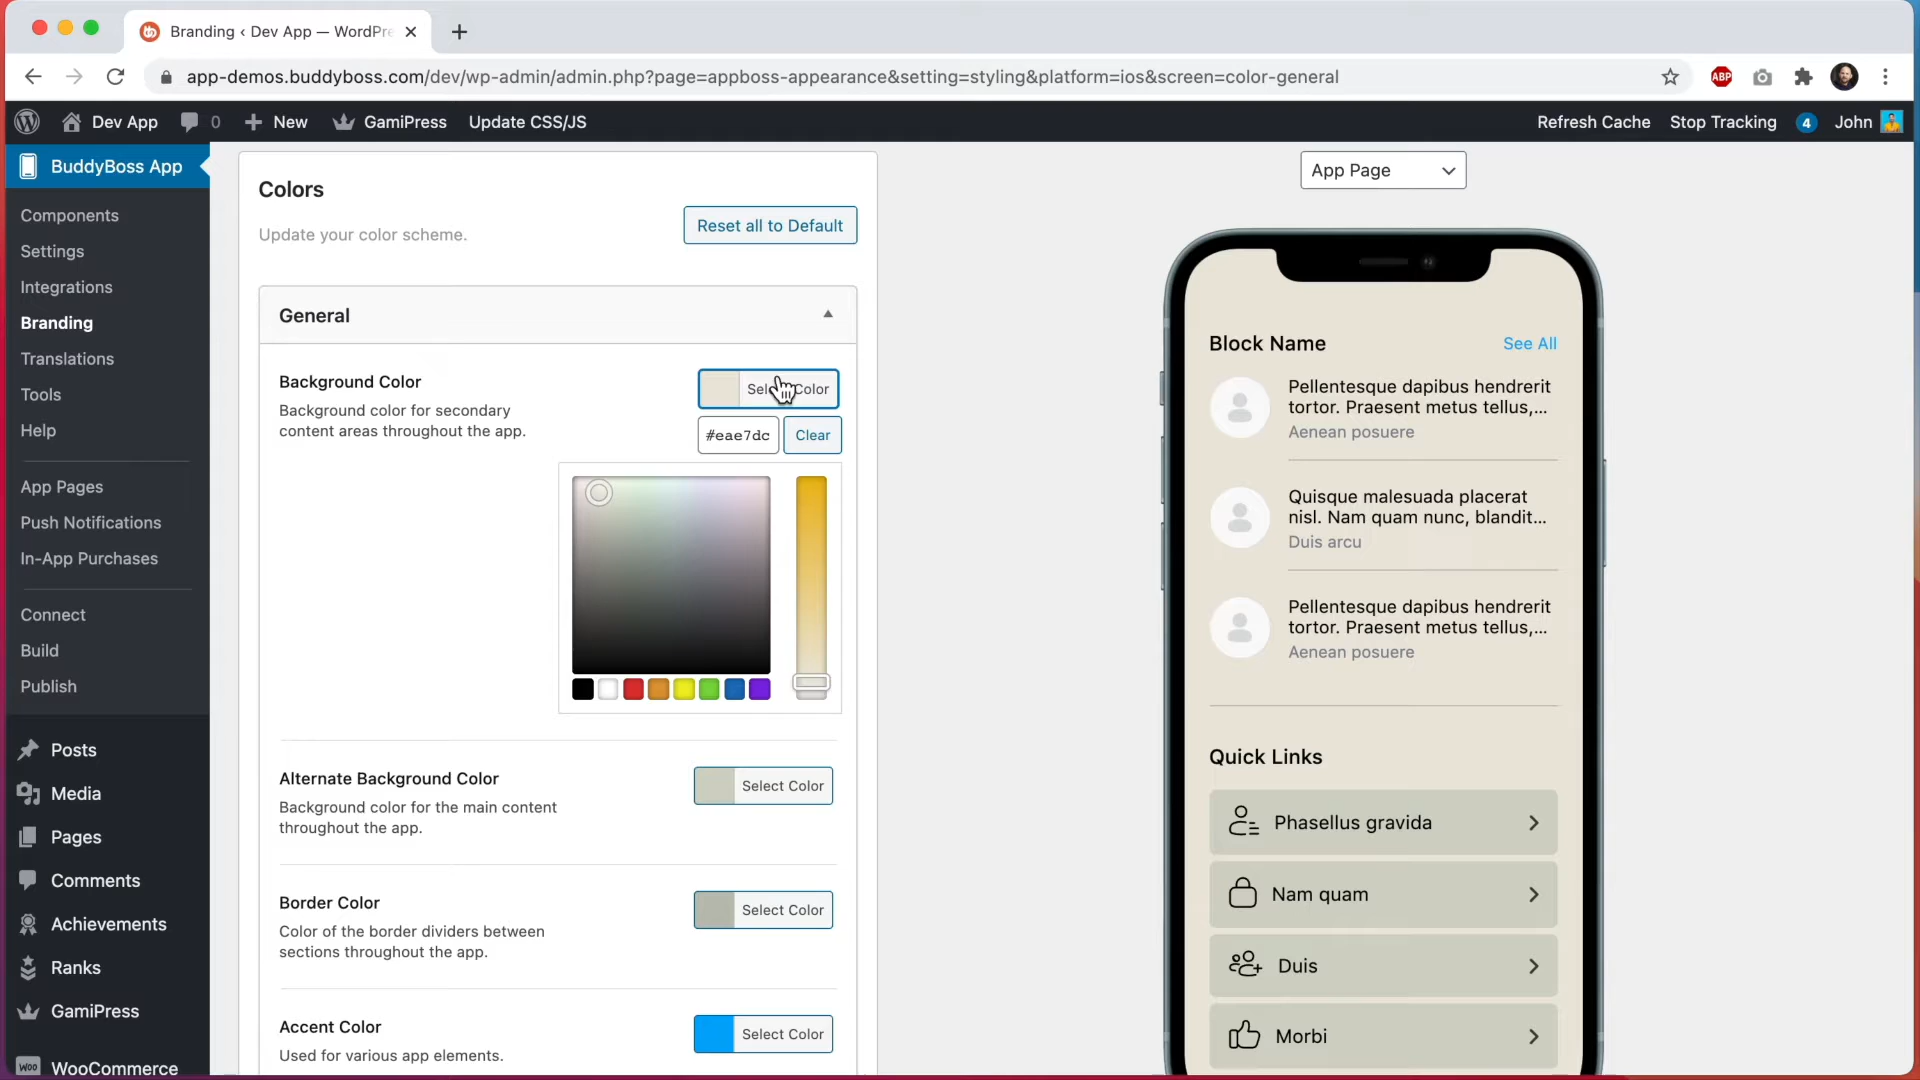 Branding ‹ Dev App — WordPre
app-demos.buddyboss.com/dev/wp-admin/admin.php?page=appboss-appearance&setting=styling&platform=ios&screen=color-general
ABP
Dev App
0
New
GamiPress
Update CSS/JS
Refresh Cache
Stop Tracking
4
John
BuddyBoss App
Components
Settings
Integrations
Branding
Translations
Tools
Help
App Pages
Push Notifications
In-App Purchases
Connect
Build
Publish
Posts
Media
Pages
Comments
Achievements
Ranks
GamiPress
Woo
WooCommerce
Colors
Update your color scheme.
Reset all to Default
General
Background Color
Background color for secondary
content areas throughout the app.
Select Color
#eae7dc
Clear
Alternate Background Color
Background color for the main content
throughout the app.
Select Color
Border Color
Color of the border dividers between
sections throughout the app.
Select Color
Accent Color
Used for various app elements.
Select Color
App Page
Block Name
See All
Pellentesque dapibus hendrerit
tortor. Praesent metus tellus,...
Aenean posuere
Quisque malesuada placerat
nisl. Nam quam nunc, blandit...
Duis arcu
Pellentesque dapibus hendrerit
tortor. Praesent metus tellus,...
Aenean posuere
Quick Links
Phasellus gravida
Nam quam
Duis
Morbi